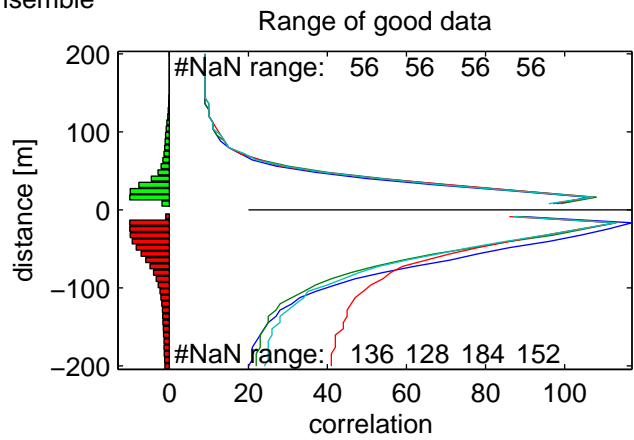 Range of good data
200
#NaN range: 56 56 56 56
100
0
−100
−200
#NaN range: 136 128 184 152
distance [m]
0 20 40 60 80 100
correlation